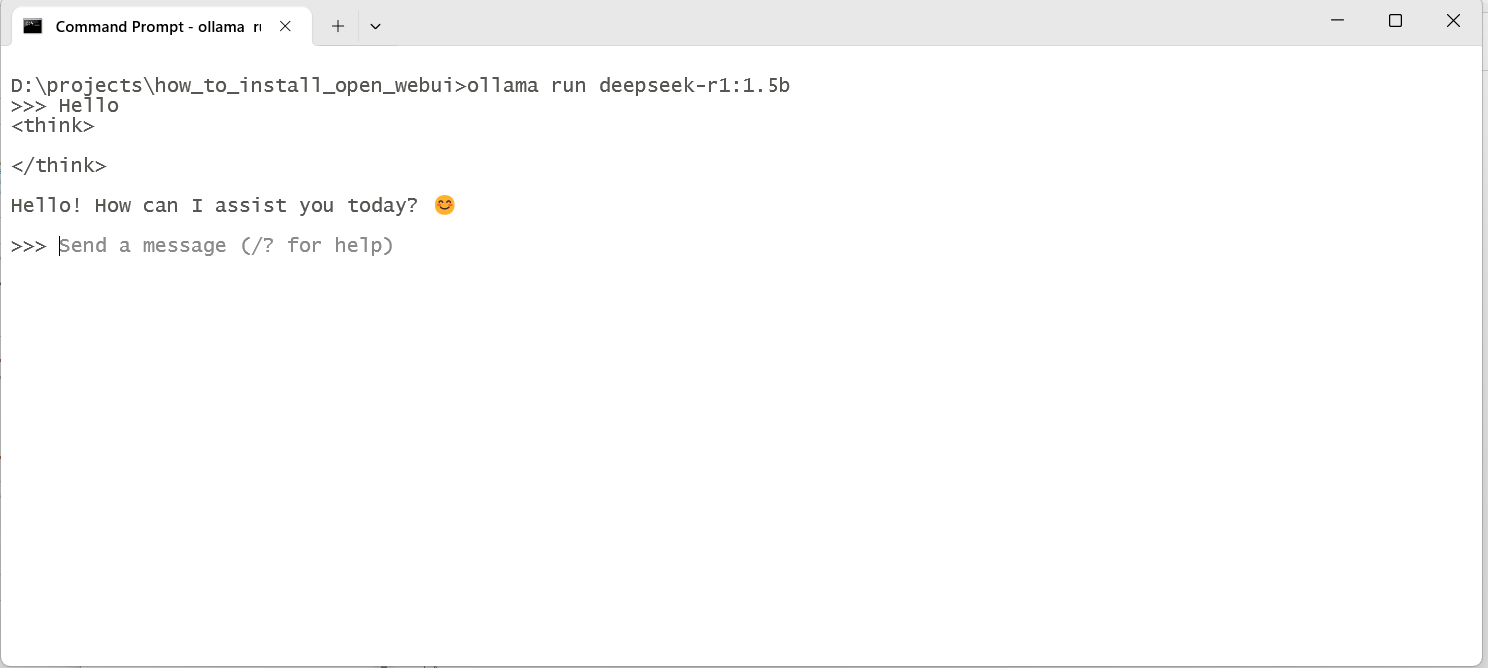 Command Prompt - ollama  r
D:\projects\how_to_install_open_webui>ollama run deepseek-r1:1.5b
>>> Hello
<think>
</think>
Hello! How can I assist you today? 😊
>>> Send a message (/? for help)